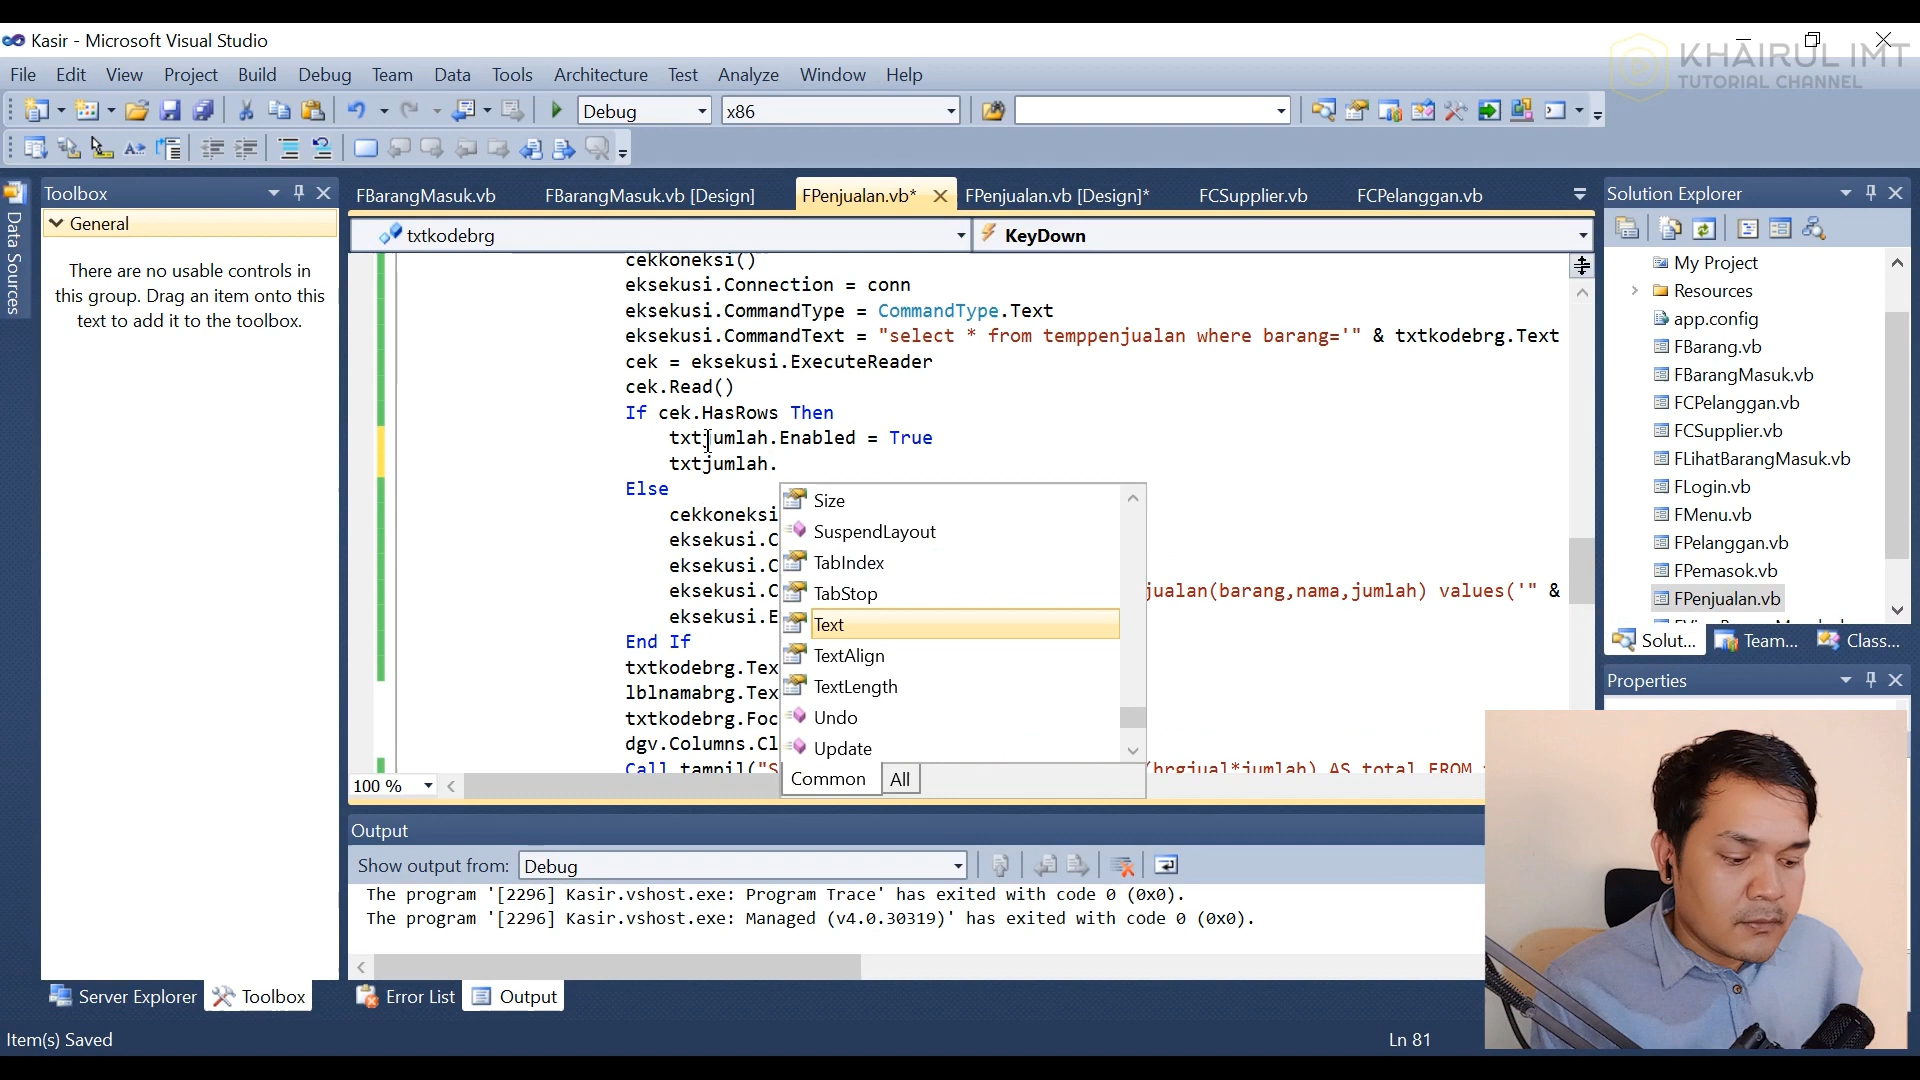 Kasir - Microsoft Visual Studio
KHAIRUL IMT
TUTORIAL CHANNEL
File Edit View Project Build Debug Team Data Tools Architecture Test Analyze Window Help
Debug x86
Data Sources
Toolbox
General
There are no usable controls in
this group. Drag an item onto this
text to add it to the toolbox.
FBarangMasuk.vb FBarangMasuk.vb [Design] FPenjualan.vb* FPenjualan.vb [Design]* FCSupplier.vb FCPelanggan.vb
txtkodebrg KeyDown
cekkoneksi()
eksekusi.Connection = conn
eksekusi.CommandType = CommandType.Text
eksekusi.CommandText = "select * from temppenjualan where barang='" & txtkodebrg.Text
cek = eksekusi.ExecuteReader
cek.Read()
If cek.HasRows Then
txtjumlah.Enabled = True
txtjumlah.
Else
cekkoneksi
eksekusi.C
eksekusi.C
eksekusi.C jualan(barang,nama,jumlah) values('" &
eksekusi.E
End If
txtkodebrg.Tex
lblnamabrg.Tex
txtkodebrg.Foc
dgv.Columns.Cl
Call tampil("S (hrgjual*jumlah) AS total FROM
Size
SuspendLayout
TabIndex
TabStop
Text
TextAlign
TextLength
Undo
Update
Common All
100 %
Output
Show output from: Debug
The program '[2296] Kasir.vshost.exe: Program Trace' has exited with code 0 (0x0).
The program '[2296] Kasir.vshost.exe: Managed (v4.0.30319)' has exited with code 0 (0x0).
Server Explorer Toolbox Error List Output
Item(s) Saved Ln 81
Solution Explorer
My Project
Resources
app.config
FBarang.vb
FBarangMasuk.vb
FCPelanggan.vb
FCSupplier.vb
FLihatBarangMasuk.vb
FLogin.vb
FMenu.vb
FPelanggan.vb
FPemasok.vb
FPenjualan.vb
Solut... Team... Class...
Properties